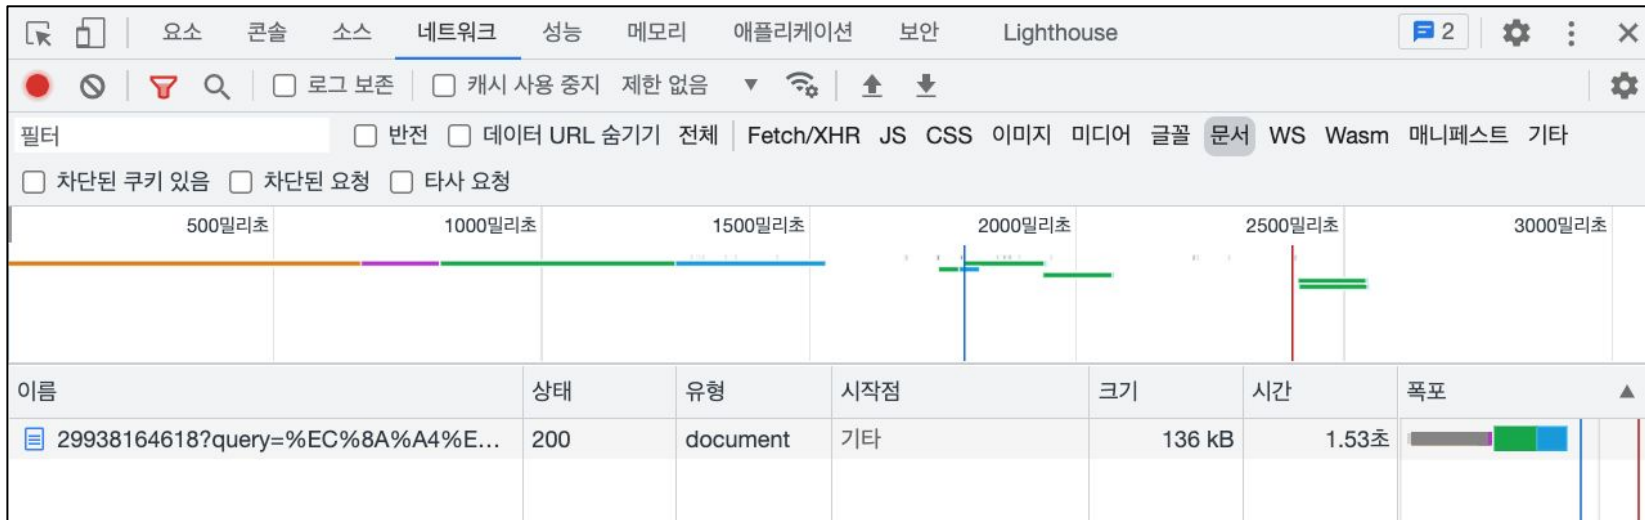 요소 콘솔 소스 네트워크 성능 메모리 애플리케이션 보안 Lighthouse 2
로그 보존 캐시 사용 중지 제한 없음
필터 반전 데이터 URL 숨기기 전체 Fetch/XHR JS CSS 이미지 미디어 글꼴 문서 WS Wasm 매니페스트 기타
차단된 쿠키 있음 차단된 요청 타사 요청
500밀리초 1000밀리초 1500밀리초 2000밀리초 2500밀리초 3000밀리초
이름 상태 유형 시작점 크기 시간 폭포
29938164618?query=%EC%8A%A4%E... 200 document 기타 136 kB 1.53초